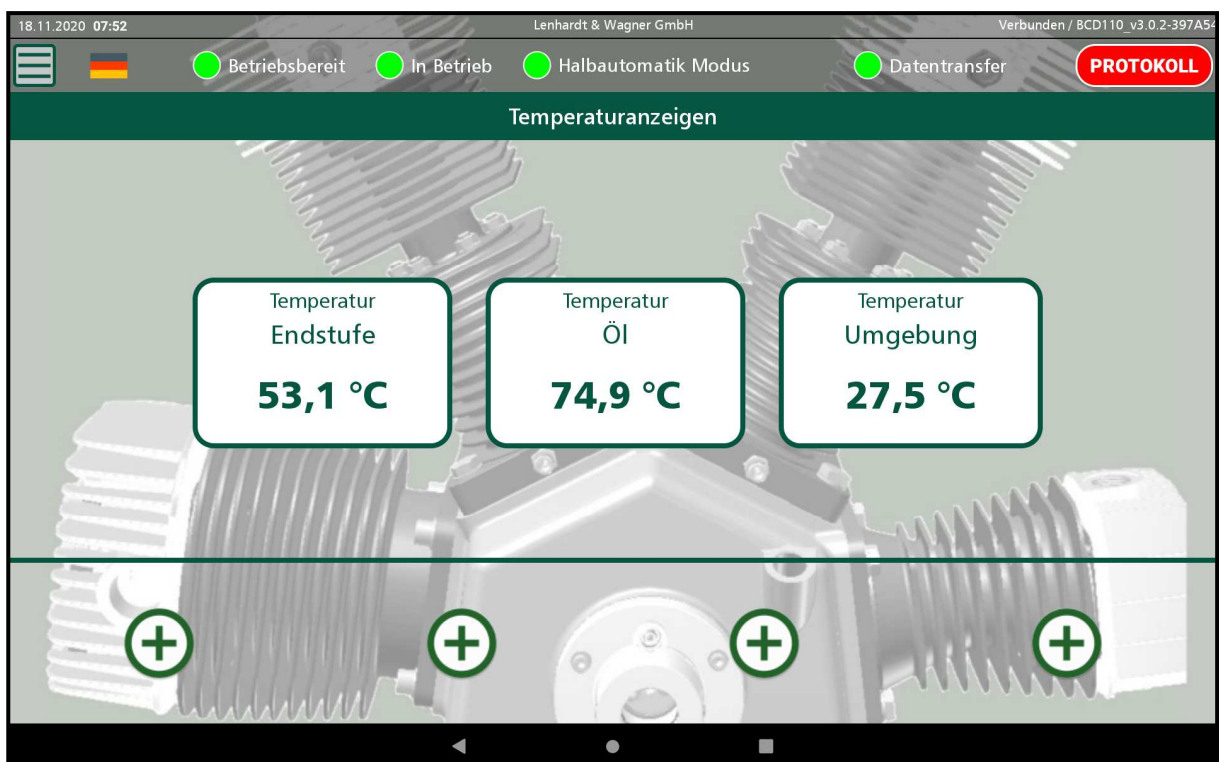 18.11.2020 07:52 Lenhardt & Wagner GmbH Verbunden / BCD110_v3.0.2-397A54
Betriebsbereit In Betrieb Halbautomatik Modus Datentransfer PROTOKOLL
Temperaturanzeigen
Temperatur
Endstufe
53,1 °C
Temperatur
Öl
74,9 °C
Temperatur
Umgebung
27,5 °C